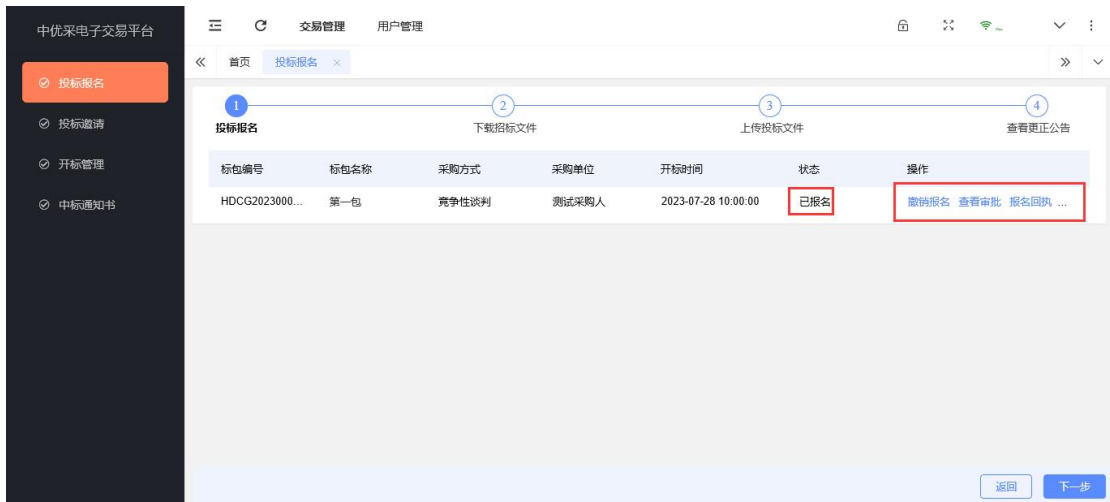 中优采电子交易平台
交易管理 用户管理
首页 投标报名 ×
投标报名
投标邀请
开标管理
中标通知书
1 2 3 4
投标报名 下载招标文件 上传投标文件 查看更正公告
标包编号 标包名称 采购方式 采购单位 开标时间 状态 操作
HDCG2023000... 第一包 竞争性谈判 测试采购人 2023-07-28 10:00:00 已报名 撤销报名 查看审批 报名回执 ...
返回 下一步